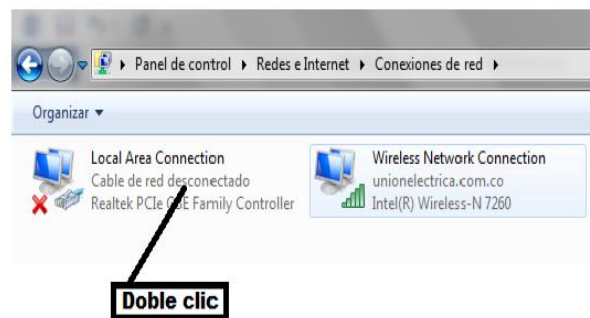 Panel de control ▸ Redes e Internet ▸ Conexiones de red ▸
Organizar ▾
Local Area Connection
Cable de red desconectado
Realtek PCIe GBE Family Controller
Wireless Network Connection
unionelectrica.com.co
Intel(R) Wireless-N 7260
Doble clic